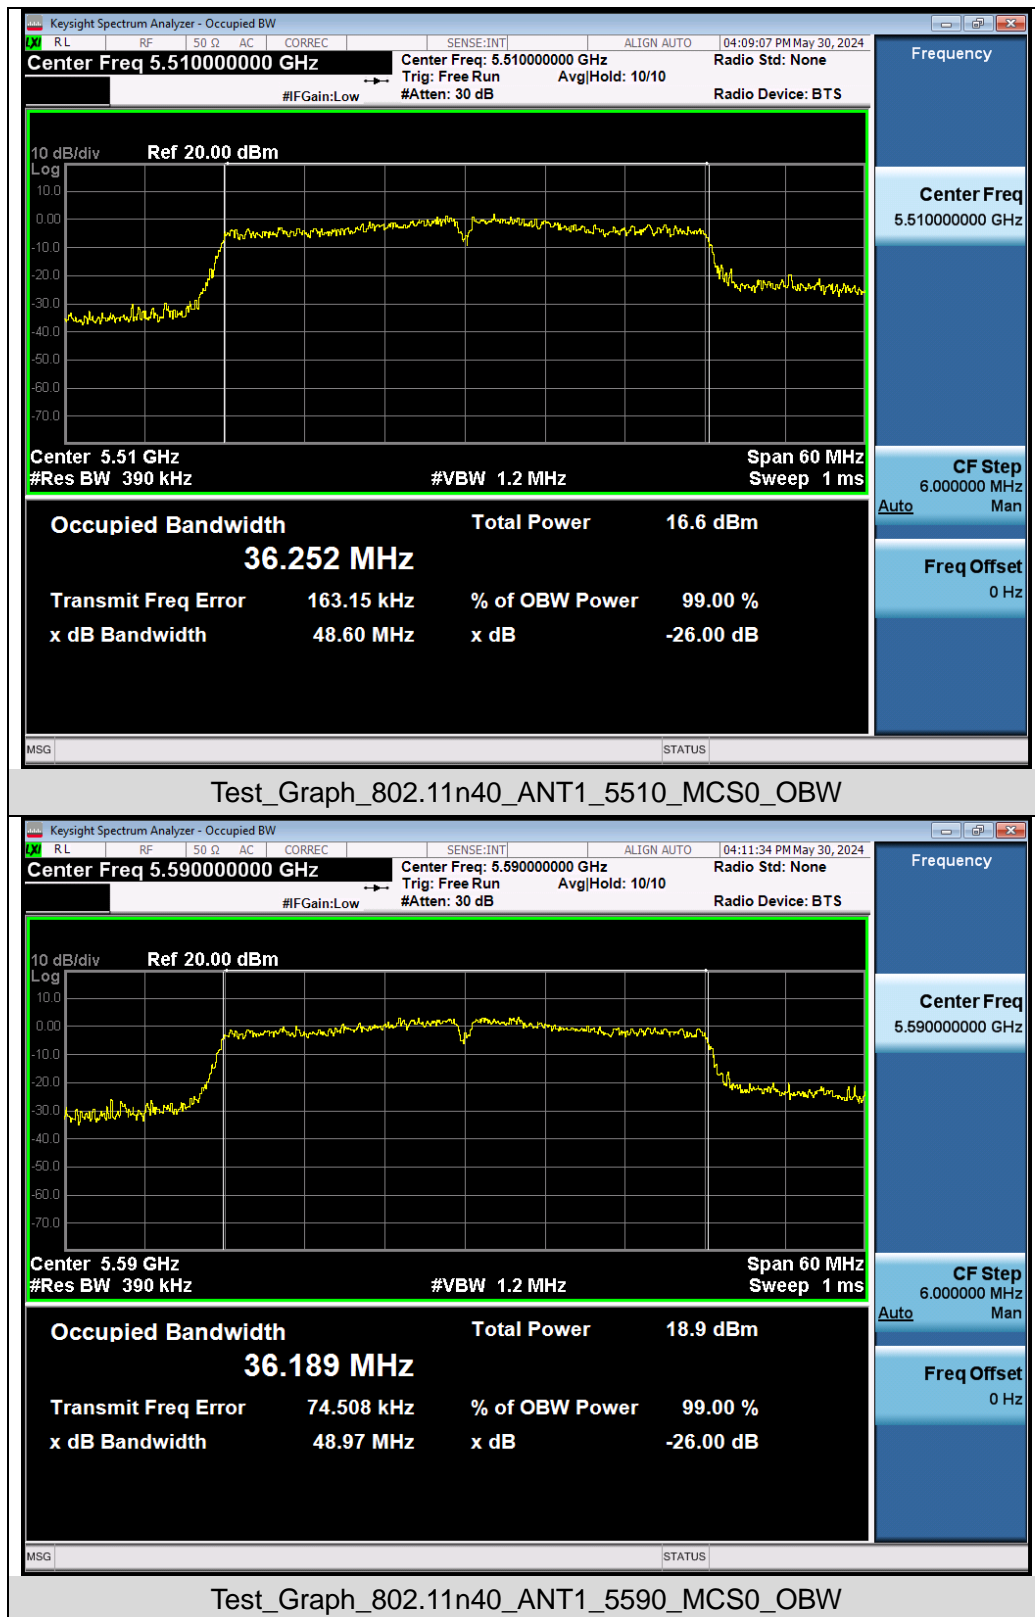 Keysight Spectrum Analyzer - Occupied BW
LXI RL RF 50 Ω AC CORREC SENSE:INT ALIGN AUTO 04:09:07 PM May 30, 2024
Center Freq 5.510000000 GHz Center Freq: 5.510000000 GHz Radio Std: None
Trig: Free Run Avg|Hold: 10/10
#IFGain:Low #Atten: 30 dB Radio Device: BTS
Frequency
10 dB/div Ref 20.00 dBm
Log
10.0
0.00
-10.0
-20.0
-30.0
-40.0
-50.0
-60.0
-70.0
Center Freq
5.510000000 GHz
Center 5.51 GHz Span 60 MHz
#Res BW 390 kHz #VBW 1.2 MHz Sweep 1 ms
CF Step
6.000000 MHz
Auto Man
Freq Offset
0 Hz
Occupied Bandwidth Total Power 16.6 dBm
36.252 MHz
Transmit Freq Error 163.15 kHz % of OBW Power 99.00 %
x dB Bandwidth 48.60 MHz x dB -26.00 dB
MSG STATUS
Test_Graph_802.11n40_ANT1_5510_MCS0_OBW
Keysight Spectrum Analyzer - Occupied BW
LXI RL RF 50 Ω AC CORREC SENSE:INT ALIGN AUTO 04:11:34 PM May 30, 2024
Center Freq 5.590000000 GHz Center Freq: 5.590000000 GHz Radio Std: None
Trig: Free Run Avg|Hold: 10/10
#IFGain:Low #Atten: 30 dB Radio Device: BTS
Frequency
10 dB/div Ref 20.00 dBm
Log
10.0
0.00
-10.0
-20.0
-30.0
-40.0
-50.0
-60.0
-70.0
Center Freq
5.590000000 GHz
Center 5.59 GHz Span 60 MHz
#Res BW 390 kHz #VBW 1.2 MHz Sweep 1 ms
CF Step
6.000000 MHz
Auto Man
Freq Offset
0 Hz
Occupied Bandwidth Total Power 18.9 dBm
36.189 MHz
Transmit Freq Error 74.508 kHz % of OBW Power 99.00 %
x dB Bandwidth 48.97 MHz x dB -26.00 dB
MSG STATUS
Test_Graph_802.11n40_ANT1_5590_MCS0_OBW